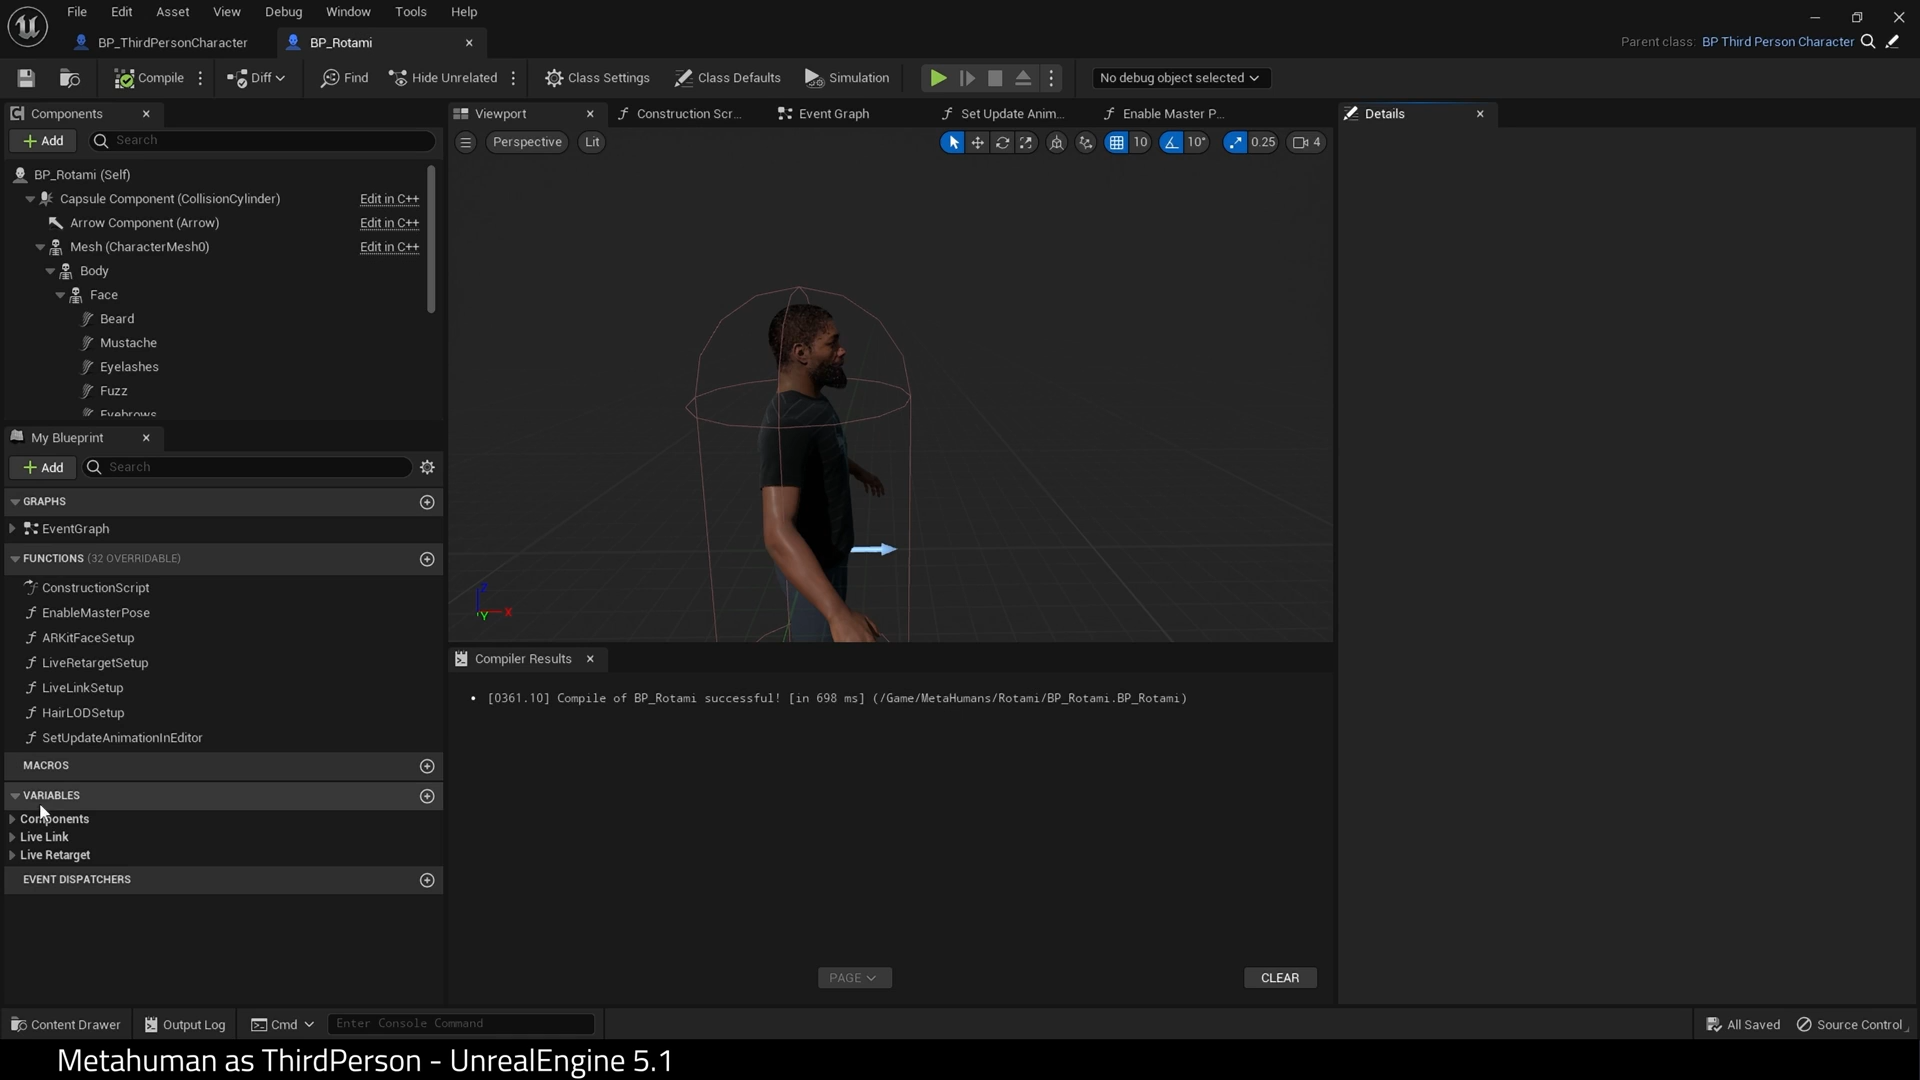 File Edit Asset View Debug Window Tools Help
BP_ThirdPersonCharacter BP_Rotami Parent class: BP Third Person Character
Compile Diff Find Hide Unrelated Class Settings Class Defaults Simulation No debug object selected
Components Viewport Construction Scr... Event Graph Set Update Anim... Enable Master P... Details
Add Search Perspective Lit 10 10° 0.25 4
BP_Rotami (Self)
Capsule Component (CollisionCylinder) Edit in C++
Arrow Component (Arrow) Edit in C++
Mesh (CharacterMesh0) Edit in C++
Body
Face
Beard
Mustache
Eyelashes
Fuzz
Eyebrows
My Blueprint
Add Search
GRAPHS
EventGraph
FUNCTIONS (32 OVERRIDABLE)
ConstructionScript
EnableMasterPose
ARKitFaceSetup
LiveRetargetSetup
LiveLinkSetup
HairLODSetup
SetUpdateAnimationInEditor
MACROS
VARIABLES
Components
Live Link
Live Retarget
EVENT DISPATCHERS
Z
X
Y
Compiler Results
[0361.10] Compile of BP_Rotami successful! [in 698 ms] (/Game/MetaHumans/Rotami/BP_Rotami.BP_Rotami)
PAGE CLEAR
Content Drawer Output Log Cmd Enter Console Command All Saved Source Control
Metahuman as ThirdPerson - UnrealEngine 5.1